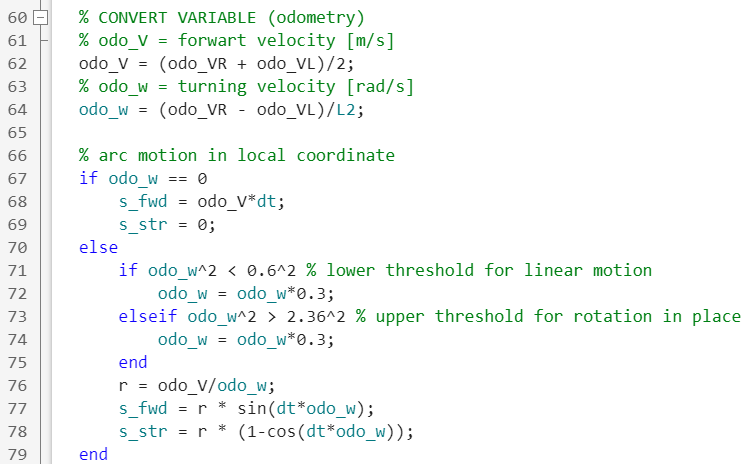 60 % CONVERT VARIABLE (odometry)
61 % odo_V = forwart velocity [m/s]
62 odo_V = (odo_VR + odo_VL)/2;
63 % odo_w = turning velocity [rad/s]
64 odo_w = (odo_VR - odo_VL)/L2;
65
66 % arc motion in local coordinate
67 if odo_w == 0
68     s_fwd = odo_V*dt;
69     s_str = 0;
70 else
71     if odo_w^2 < 0.6^2 % lower threshold for linear motion
72         odo_w = odo_w*0.3;
73     elseif odo_w^2 > 2.36^2 % upper threshold for rotation in place
74         odo_w = odo_w*0.3;
75     end
76     r = odo_V/odo_w;
77     s_fwd = r * sin(dt*odo_w);
78     s_str = r * (1-cos(dt*odo_w));
79 end